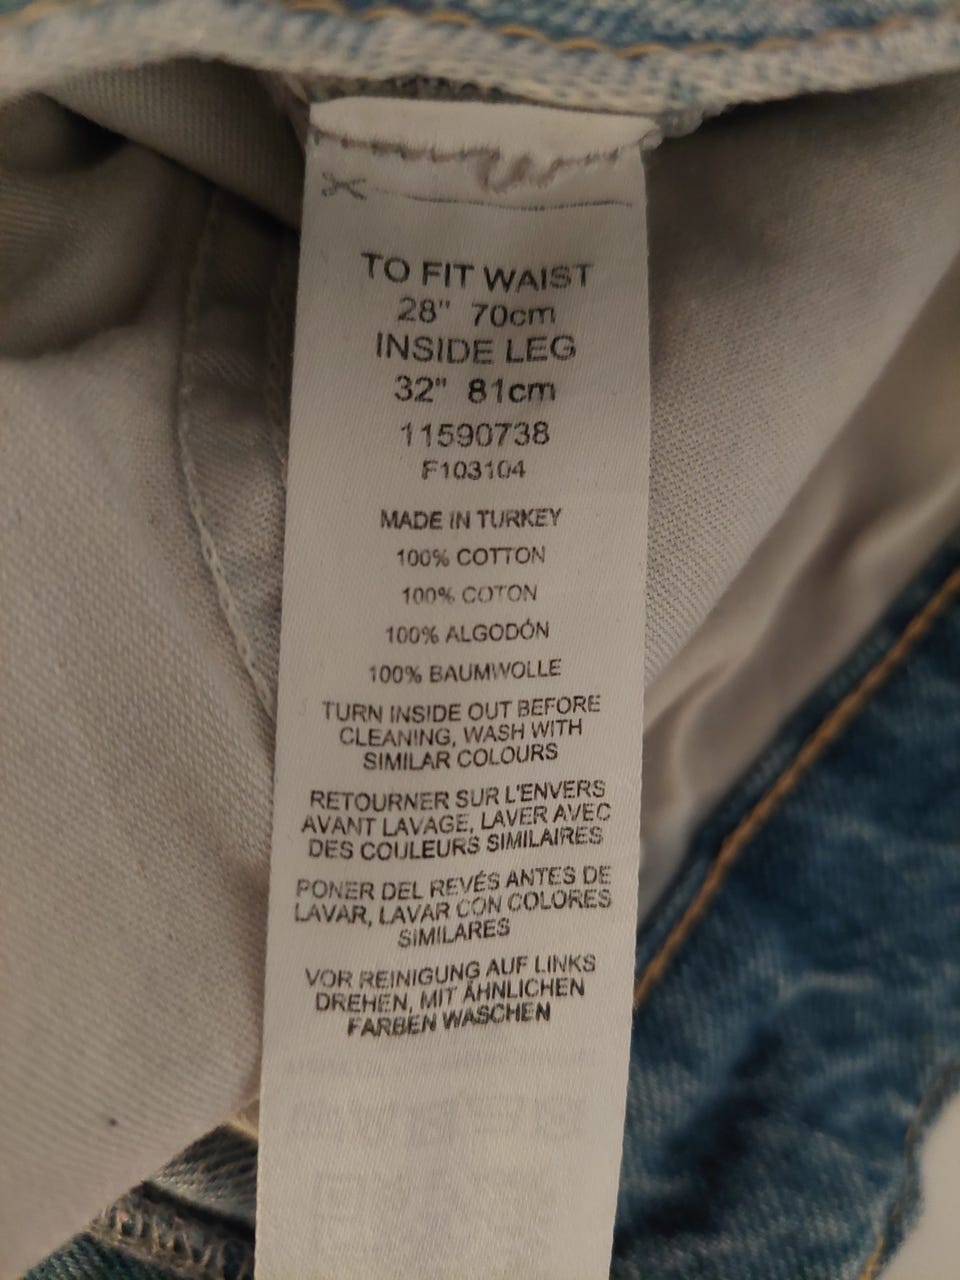 TO FIT WAIST
28" 70cm
INSIDE LEG
32" 81cm
11590738
F103104
MADE IN TURKEY
100% COTTON
100% COTON
100% ALGODÓN
100% BAUMWOLLE
TURN INSIDE OUT BEFORE
CLEANING, WASH WITH
SIMILAR COLOURS
RETOURNER SUR L'ENVERS
AVANT LAVAGE, LAVER AVEC
DES COULEURS SIMILAIRES
PONER DEL REVÉS ANTES DE
LAVAR, LAVAR CON COLORES
SIMILARES
VOR REINIGUNG AUF LINKS
DREHEN, MIT ÄHNLICHEN
FARBEN WASCHEN